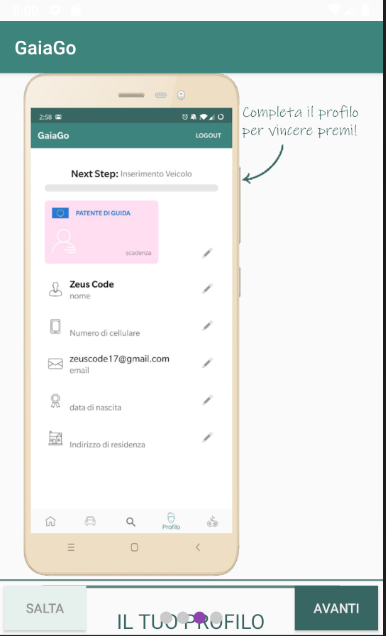 GaiaGo
2:58
GaiaGo
LOGOUT
Completa il profilo
per vincere premi!
Next Step: Inserimento Veicolo
PATENTE DI GUIDA
scadenza
Zeus Code
nome
Numero di cellulare
zeuscode17@gmail.com
email
data di nascita
Indirizzo di residenza
Profilo
SALTA
IL TUO PROFILO
AVANTI